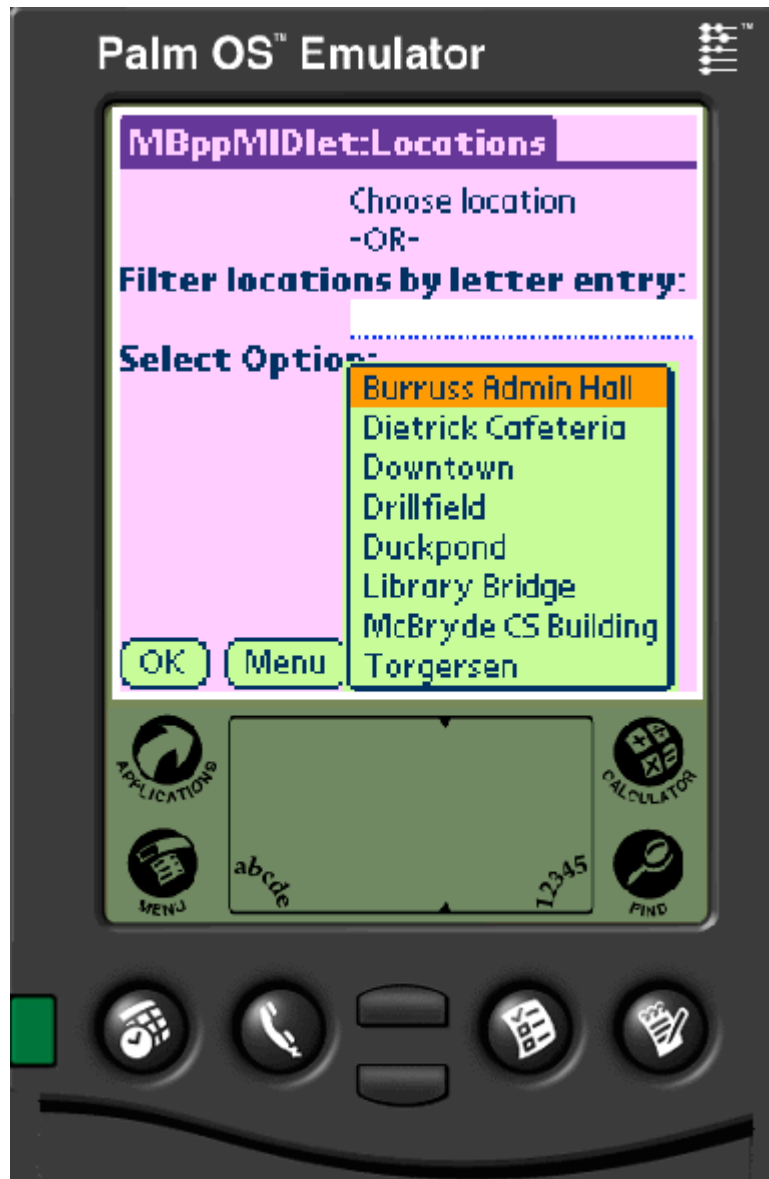 Palm OS™ Emulator
™
MBppMIDlet:Locations
Choose location
-OR-
Filter locations by letter entry:
Select Option:
Burruss Admin Hall
Dietrick Cafeteria
Downtown
Drillfield
Duckpond
Library Bridge
McBryde CS Building
Torgersen
OK Menu
APPLICATIONS
CALCULATOR
abcde
12345
MENU
FIND